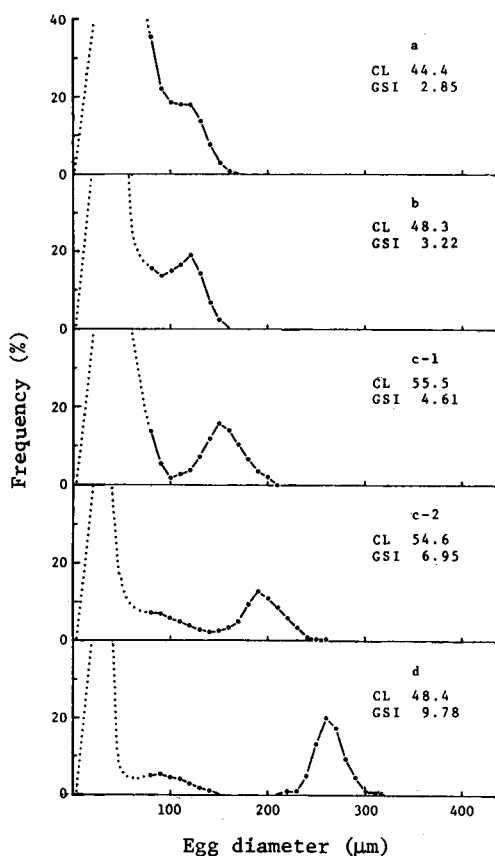 40
20
0
a
CL 44.4
GSI 2.85
20
0
b
CL 48.3
GSI 3.22
20
0
c-1
CL 55.5
GSI 4.61
20
0
c-2
CL 54.6
GSI 6.95
20
0
d
CL 48.4
GSI 9.78
100 200 300 400
Frequency (%)
Egg diameter (μm)